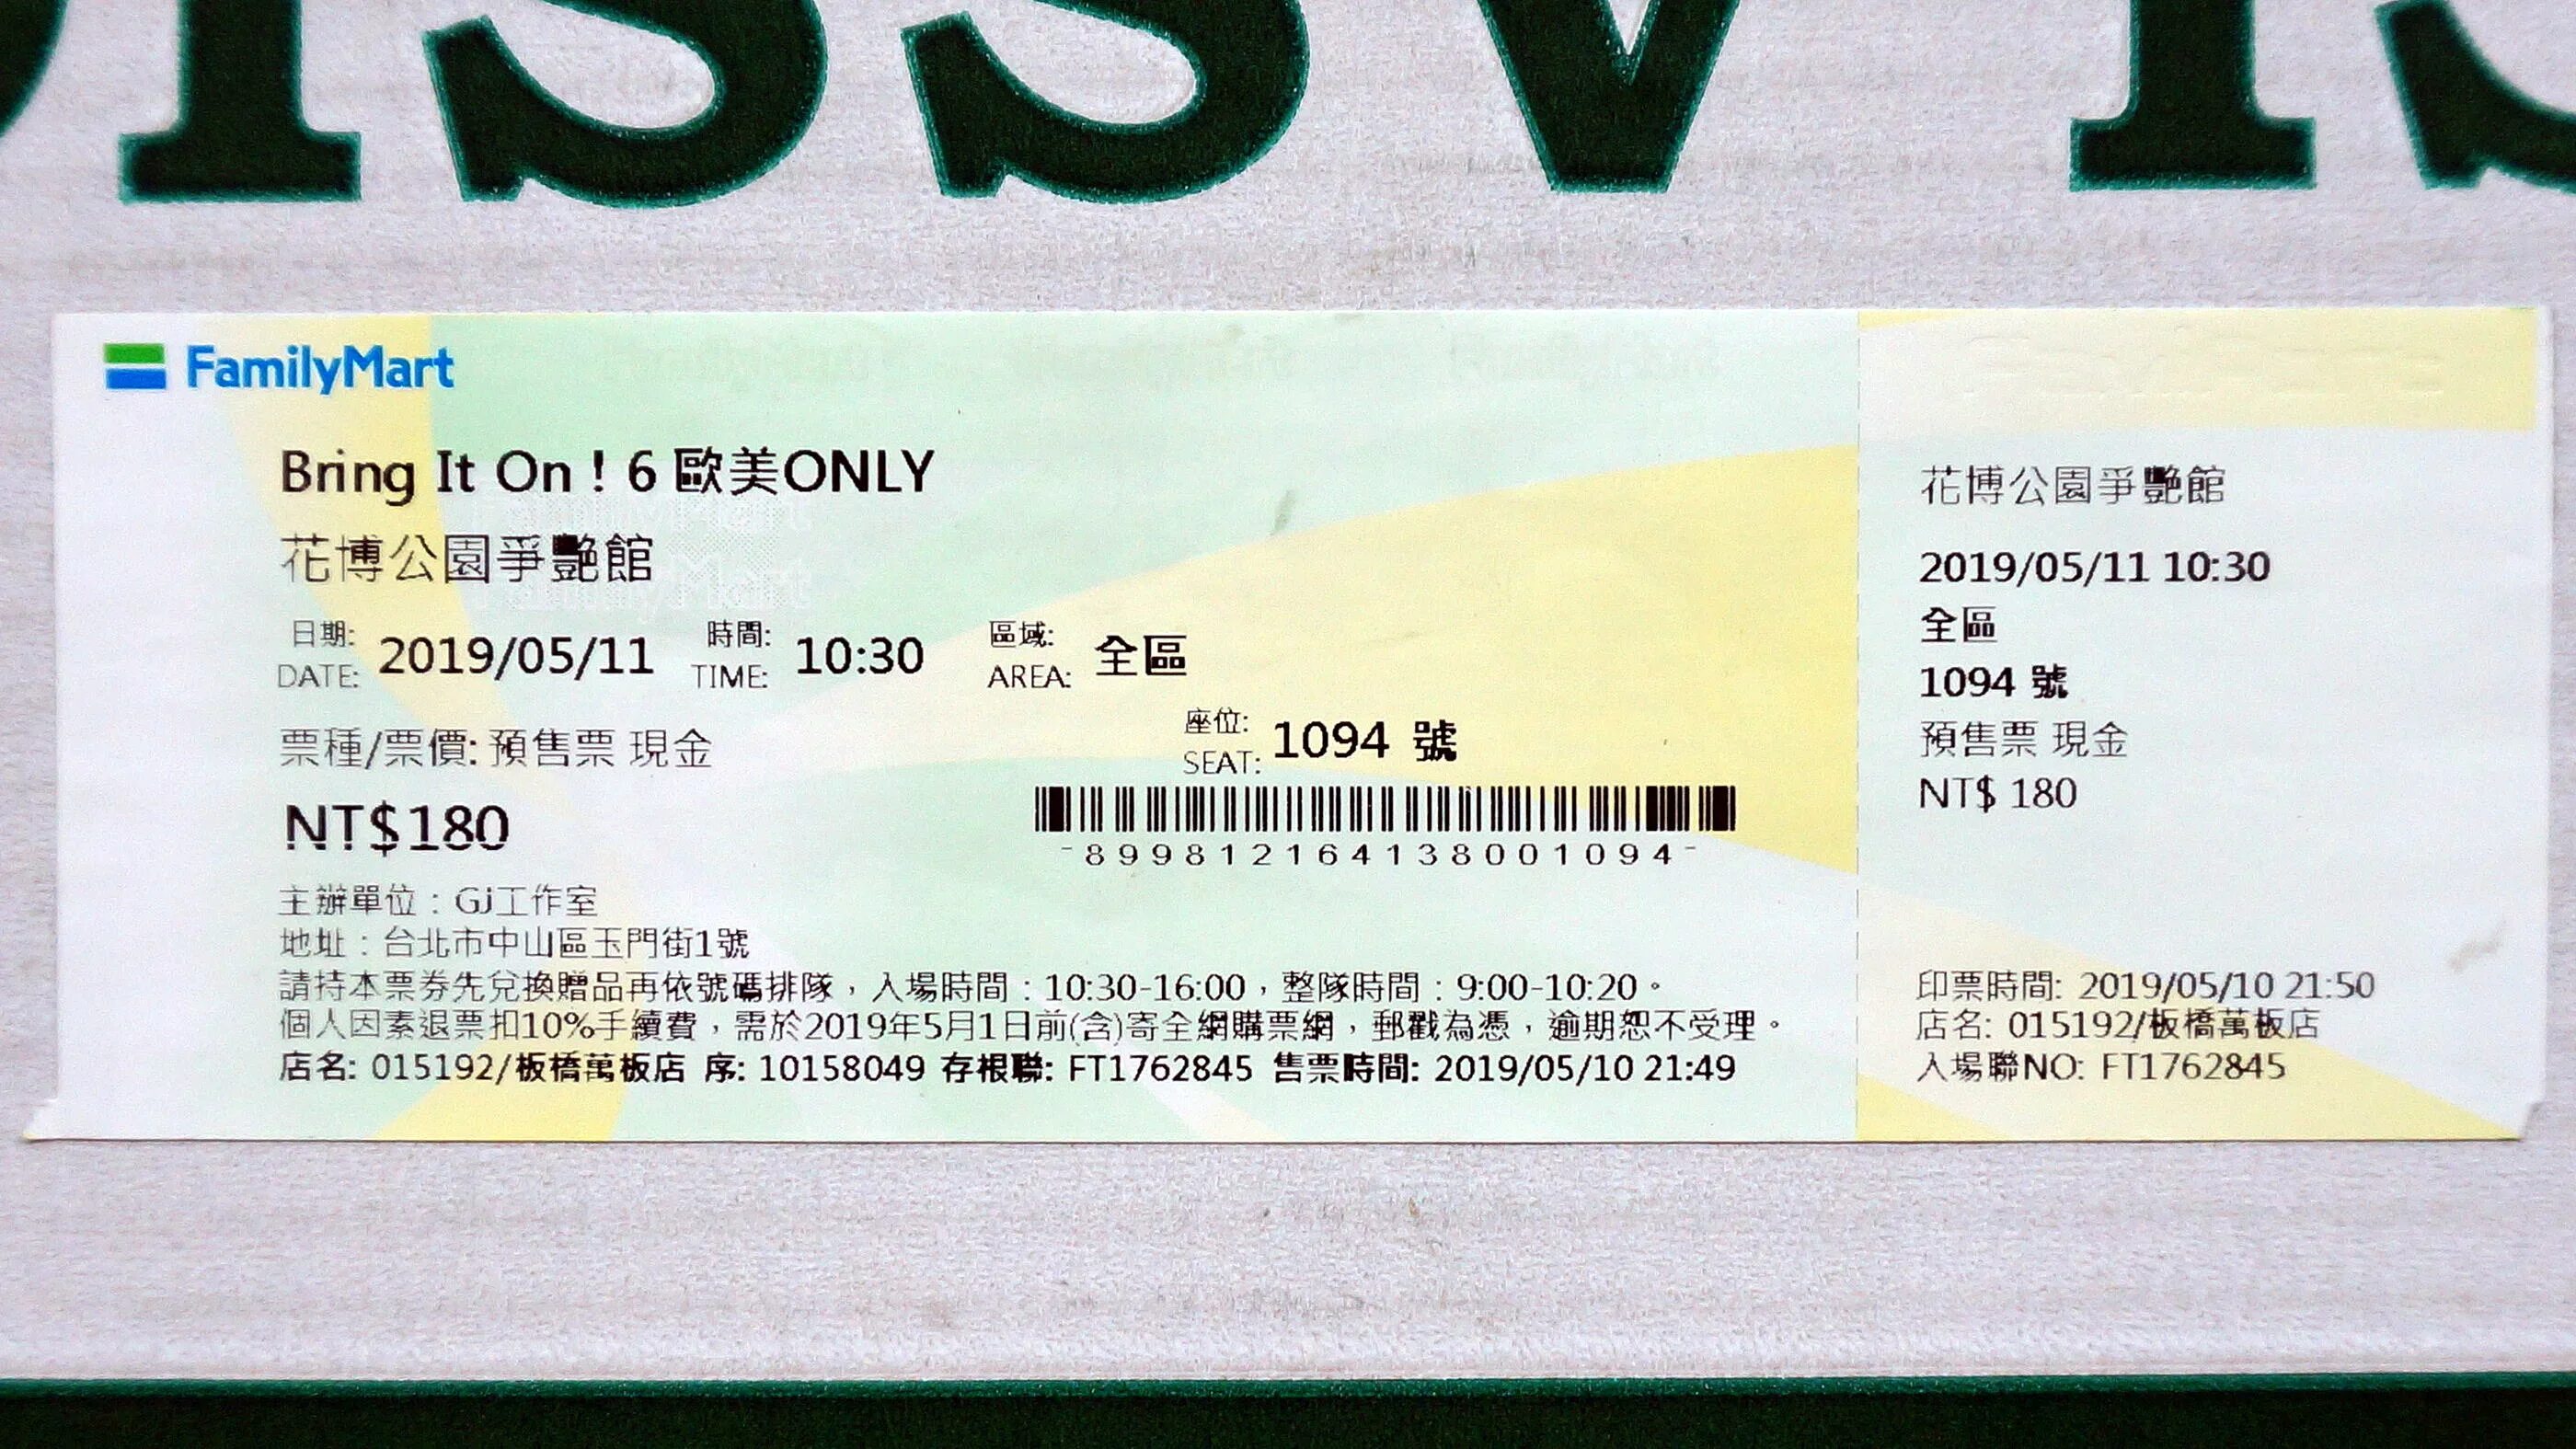 FamilyMart
Bring It On！6 歐美ONLY
花博公園爭艷館
日期: 2019/05/11 時間: 10:30 區域: 全區
DATE: TIME: AREA:
座位: 1094 號
SEAT:
票種/票價: 預售票 現金
NT$180
-899812164138001094-
主辦單位：GJ工作室
地址：台北市中山區玉門街1號
請持本票券先兌換贈品再依號碼排隊，入場時間：10:30-16:00，整隊時間：9:00-10:20。
個人因素退票扣10%手續費，需於2019年5月1日前(含)寄全網購票網，郵戳為憑，逾期恕不受理。
店名: 015192/板橋萬板店 序: 10158049 存根聯: FT1762845 售票時間: 2019/05/10 21:49
花博公園爭艷館
2019/05/11 10:30
全區
1094 號
預售票 現金
NT$ 180
印票時間: 2019/05/10 21:50
店名: 015192/板橋萬板店
入場聯NO: FT1762845